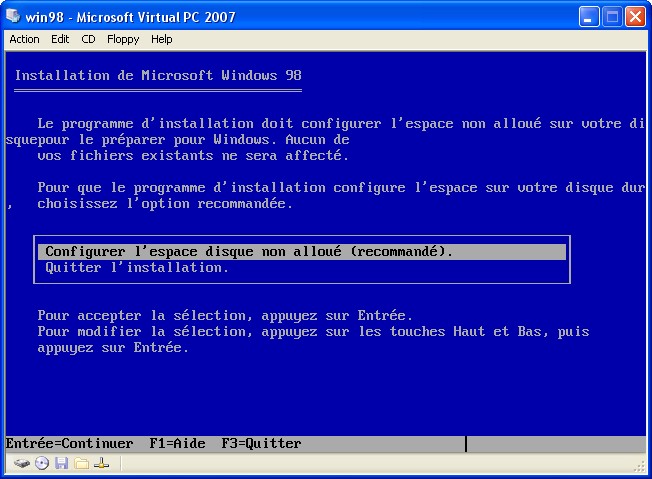 win98 - Microsoft Virtual PC 2007
Action Edit CD Floppy Help
Installation de Microsoft Windows 98
Le programme d'installation doit configurer l'espace non alloué sur votre di
squepour le préparer pour Windows. Aucun de
vos fichiers existants ne sera affecté.
Pour que le programme d'installation configure l'espace sur votre disque dur
, choisissez l'option recommandée.
Configurer l'espace disque non alloué (recommandé).
Quitter l'installation.
Pour accepter la sélection, appuyez sur Entrée.
Pour modifier la sélection, appuyez sur les touches Haut et Bas, puis
appuyez sur Entrée.
Entrée=Continuer F1=Aide F3=Quitter